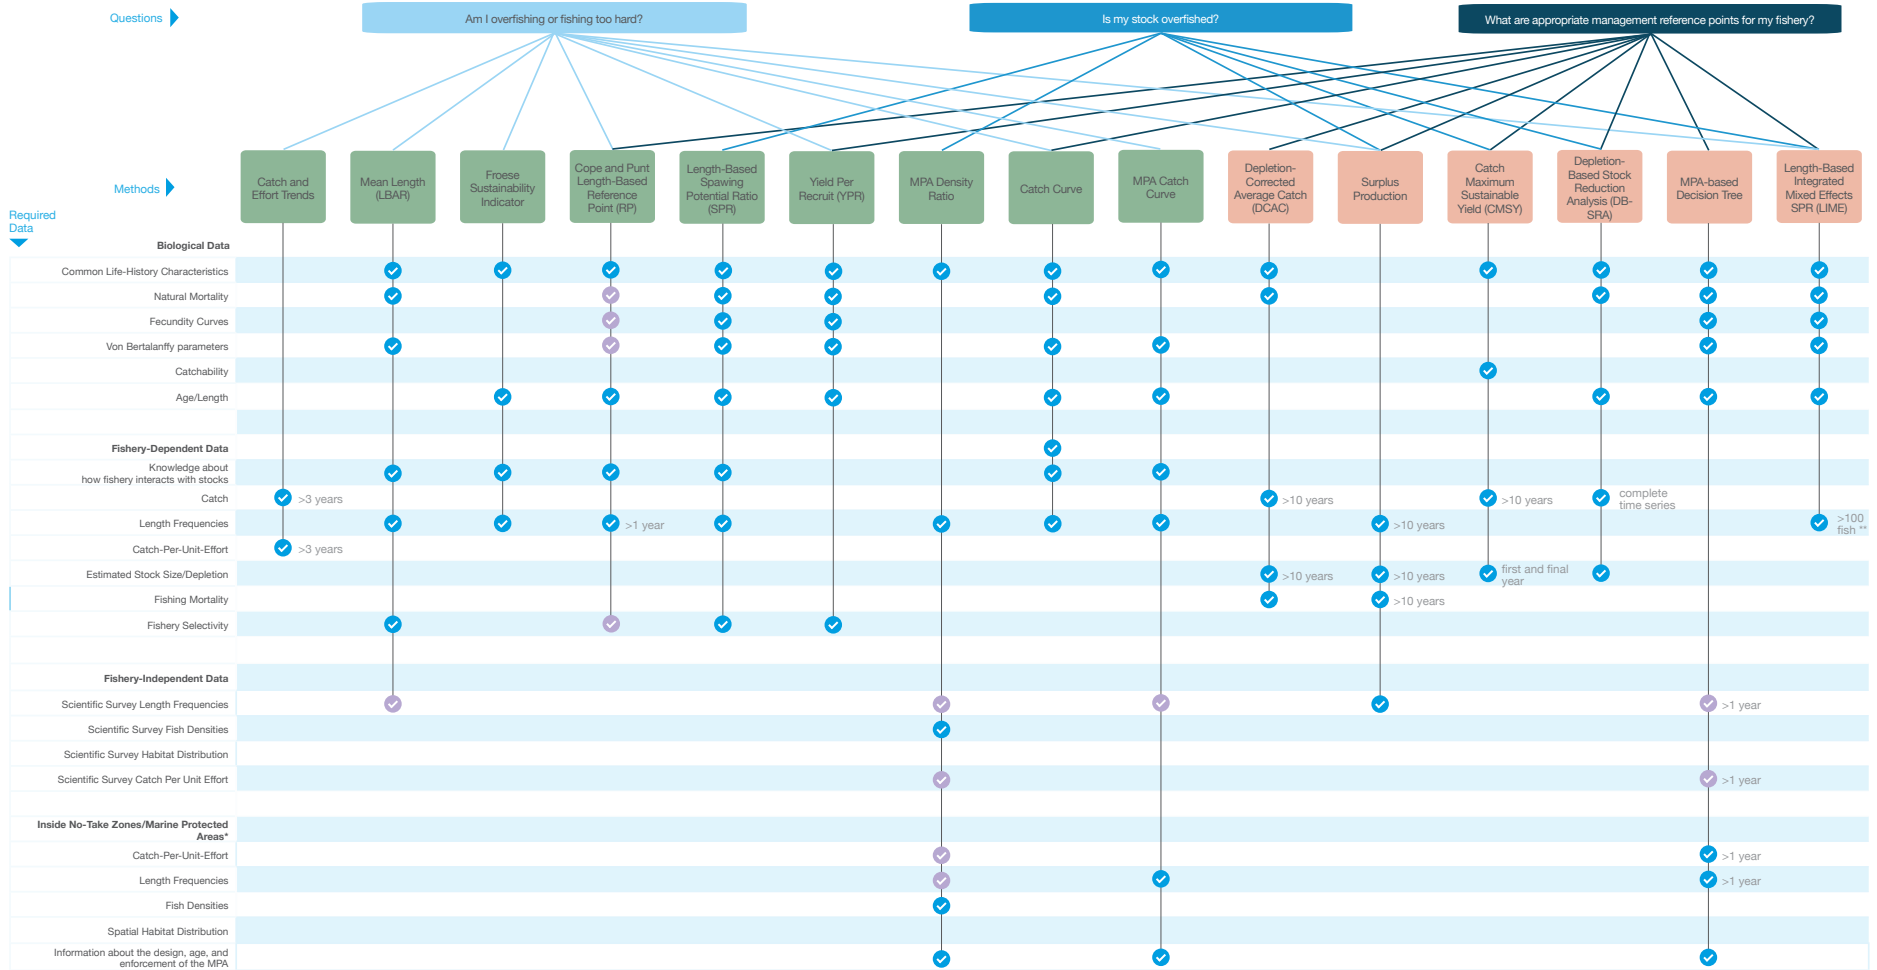 Questions
Am I overfishing or fishing too hard?
Is my stock overfished?
What are appropriate management reference points for my fishery?
Methods
Catch and
Effort Trends
Mean Length
(LBAR)
Froese
Sustainability
Indicator
Cope and Punt
Length-Based
Reference
Point (RP)
Length-Based
Spawing
Potential Ratio
(SPR)
Yield Per
Recruit (YPR)
MPA Density
Ratio
Catch Curve
MPA Catch
Curve
Depletion-
Corrected
Average Catch
(DCAC)
Surplus
Production
Catch
Maximum
Sustainable
Yield (CMSY)
Depletion-
Based Stock
Reduction
Analysis (DB-
SRA)
MPA-based
Decision Tree
Length-Based
Integrated
Mixed Effects
SPR (LIME)
Required
Data
Biological Data
Common Life-History Characteristics
Natural Mortality
Fecundity Curves
Von Bertalanffy parameters
Catchability
Age/Length
Fishery-Dependent Data
Knowledge about
how fishery interacts with stocks
Catch
>3 years
>10 years
>10 years
complete
time series
Length Frequencies
>1 year
>10 years
>100
fish **
Catch-Per-Unit-Effort
>3 years
Estimated Stock Size/Depletion
>10 years
>10 years
first and final
year
Fishing Mortality
>10 years
Fishery Selectivity
Fishery-Independent Data
Scientific Survey Length Frequencies
>1 year
Scientific Survey Fish Densities
Scientific Survey Habitat Distribution
Scientific Survey Catch Per Unit Effort
>1 year
Inside No-Take Zones/Marine Protected
Areas*
Catch-Per-Unit-Effort
>1 year
Length Frequencies
>1 year
Fish Densities
Spatial Habitat Distribution
Information about the design, age, and
enforcement of the MPA